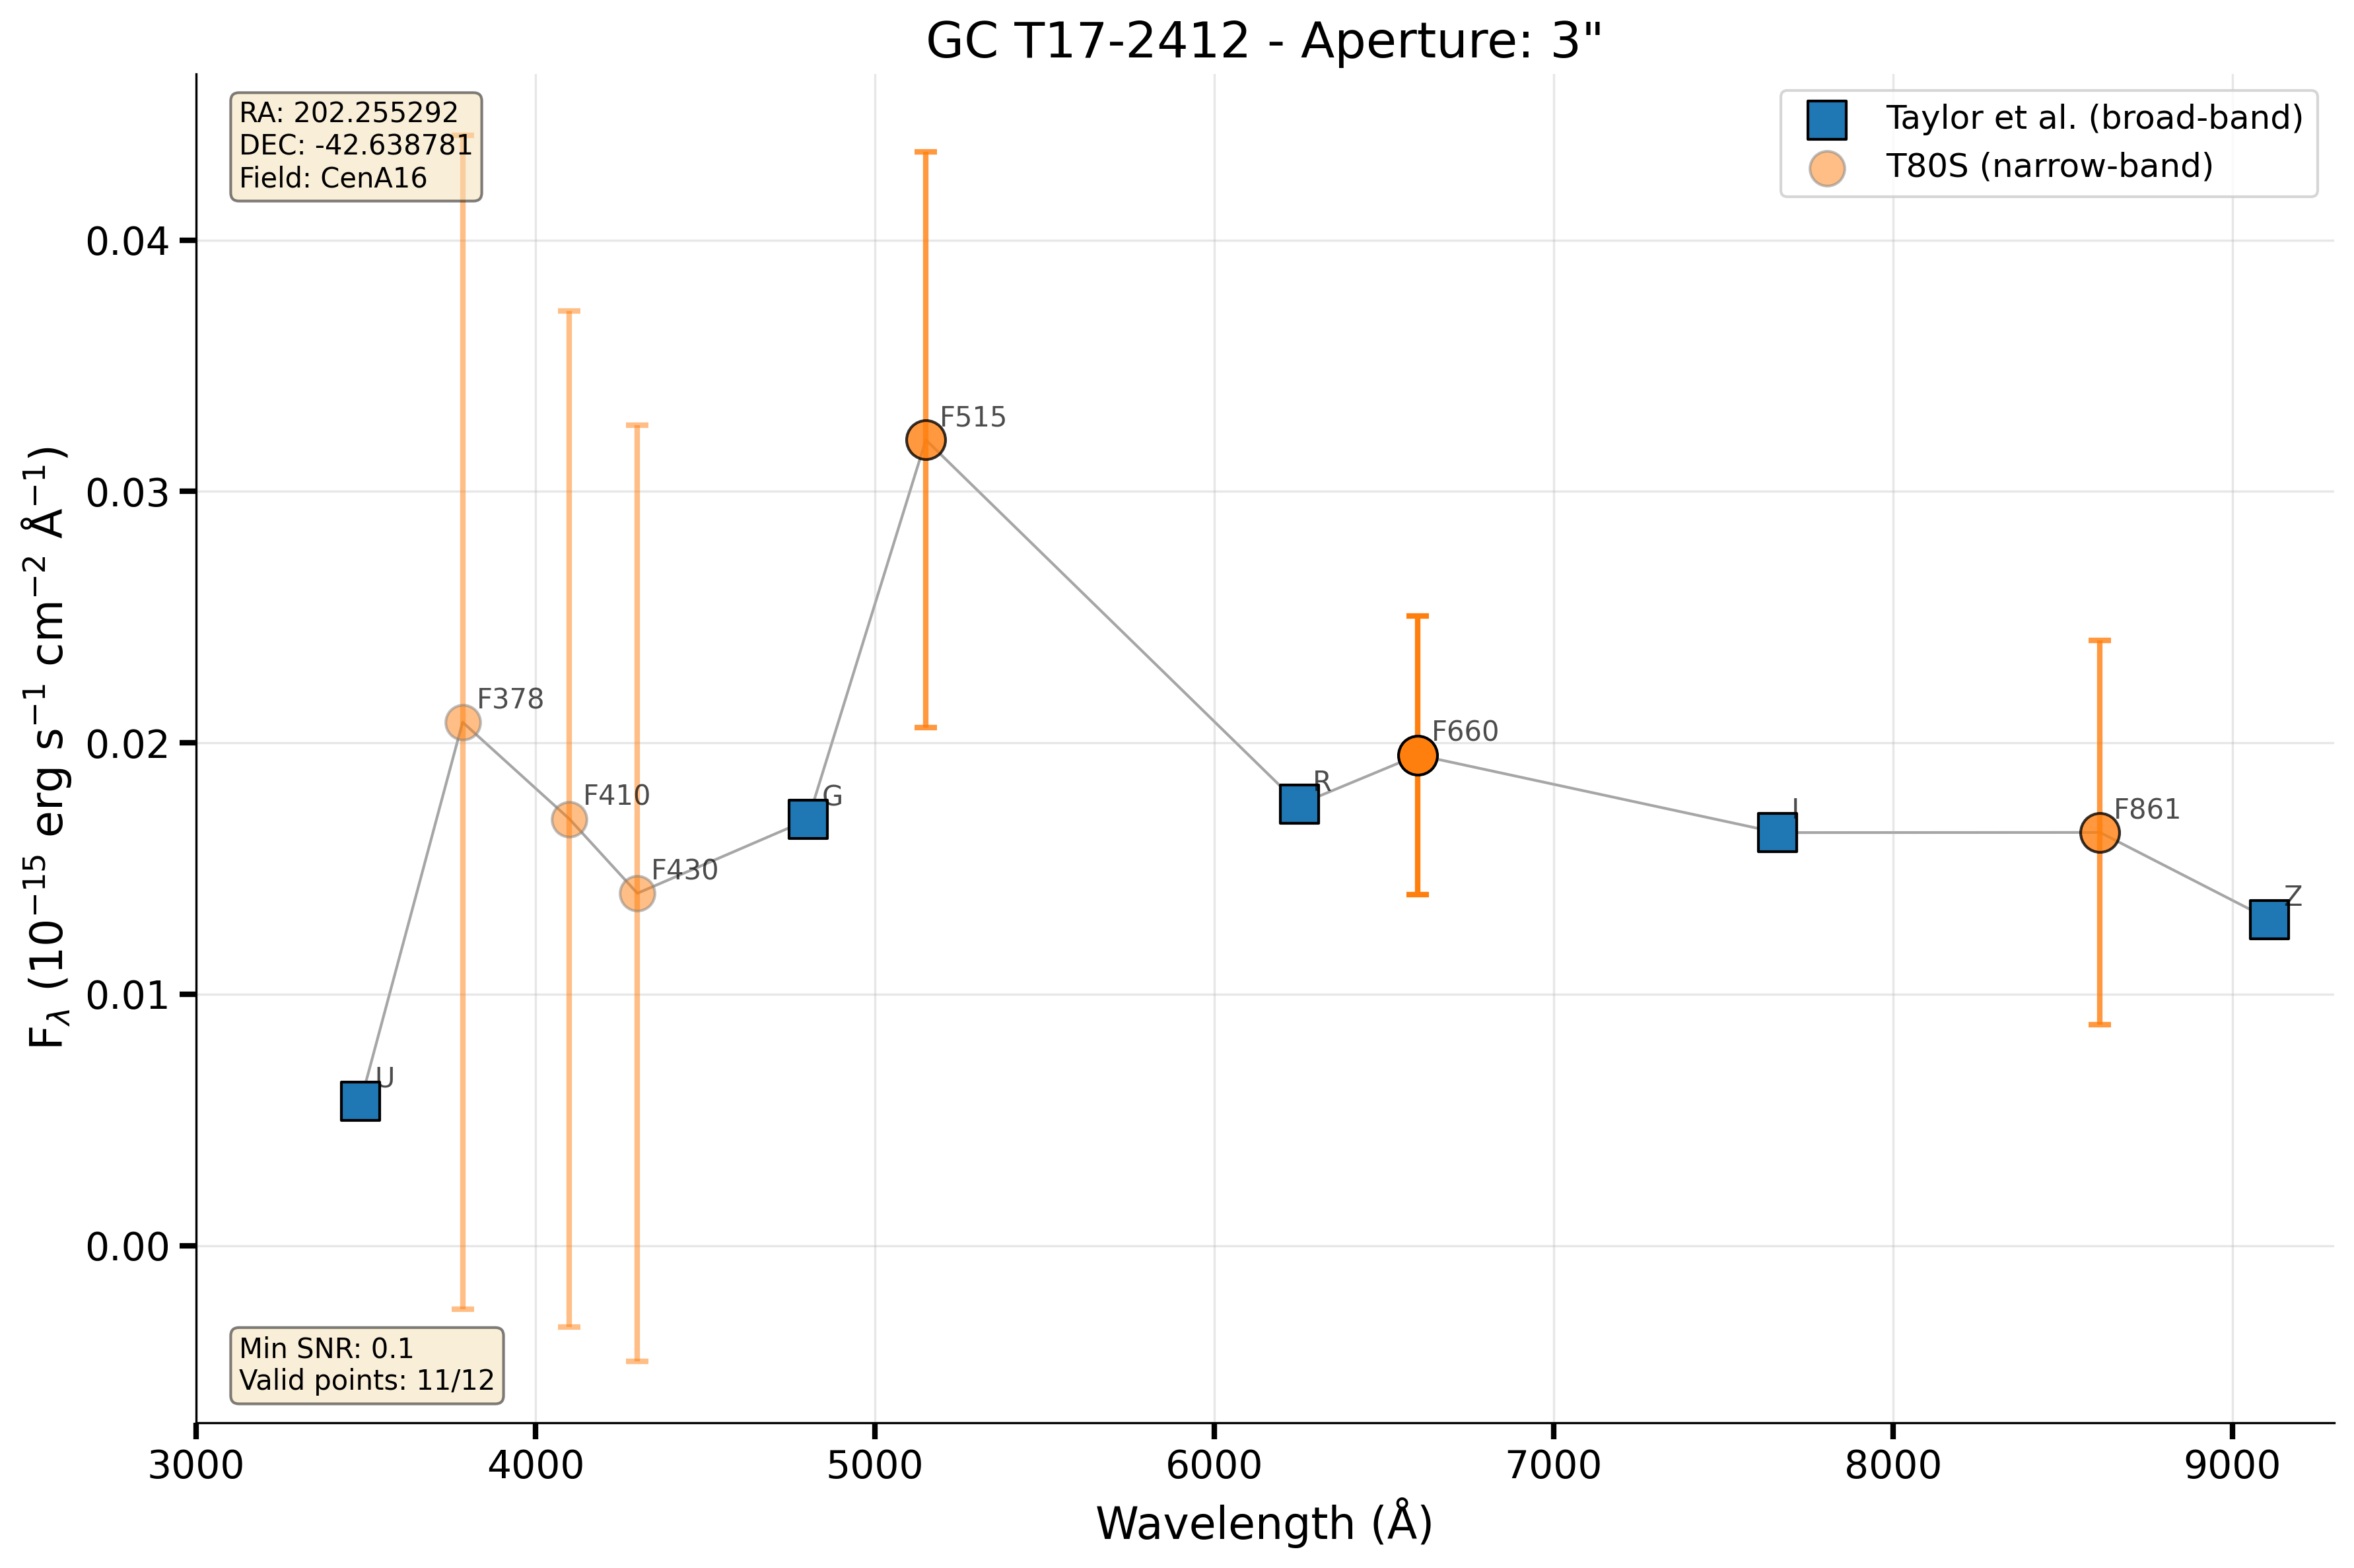 GC T17-2412 - Aperture: 3"
RA: 202.255292
DEC: -42.638781
Field: CenA16
Taylor et al. (broad-band)
T80S (narrow-band)
0.04
0.03
0.02
0.01
0.00
F515
F378
F660
R
F410
G
I
F861
F430
Z
U
Fλ (10⁻¹⁵ erg s⁻¹ cm⁻² Å⁻¹)
Min SNR: 0.1
Valid points: 11/12
3000 4000 5000 6000 7000 8000 9000
Wavelength (Å)